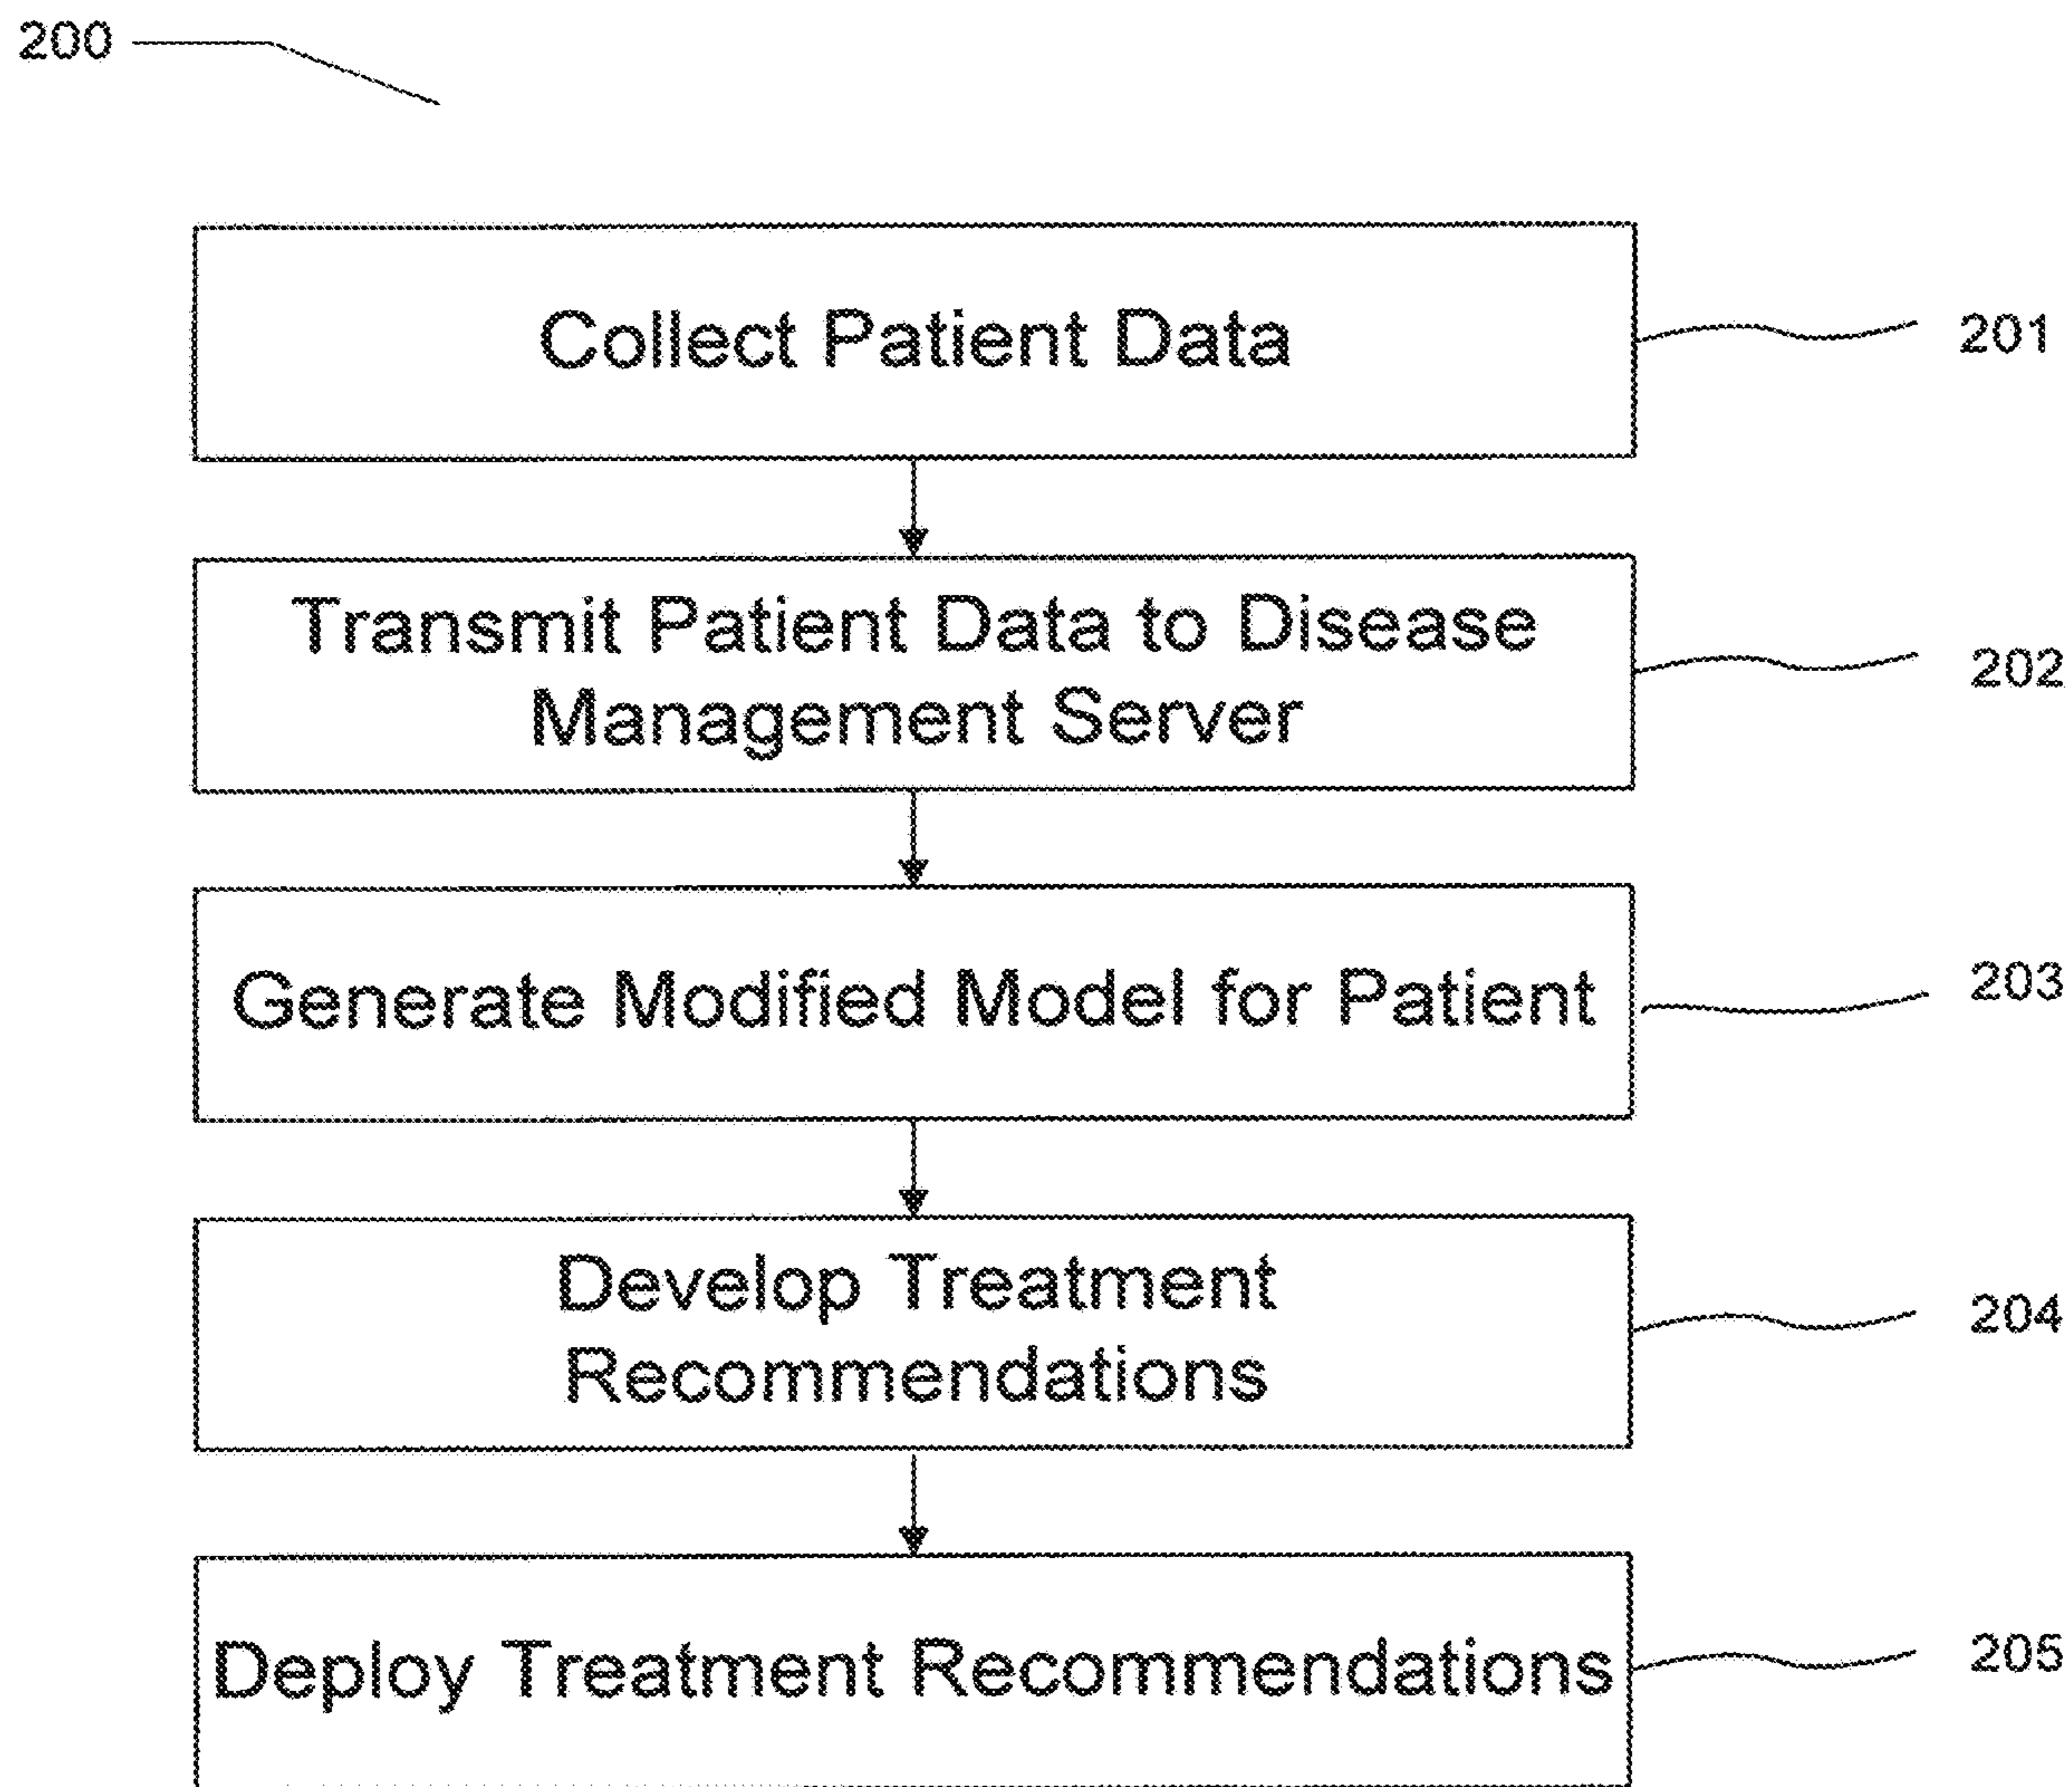 200
Collect Patient Data
201
Transmit Patient Data to Disease
Management Server
202
Generate Modified Model for Patient
203
Develop Treatment
Recommendations
204
Deploy Treatment Recommendations
205